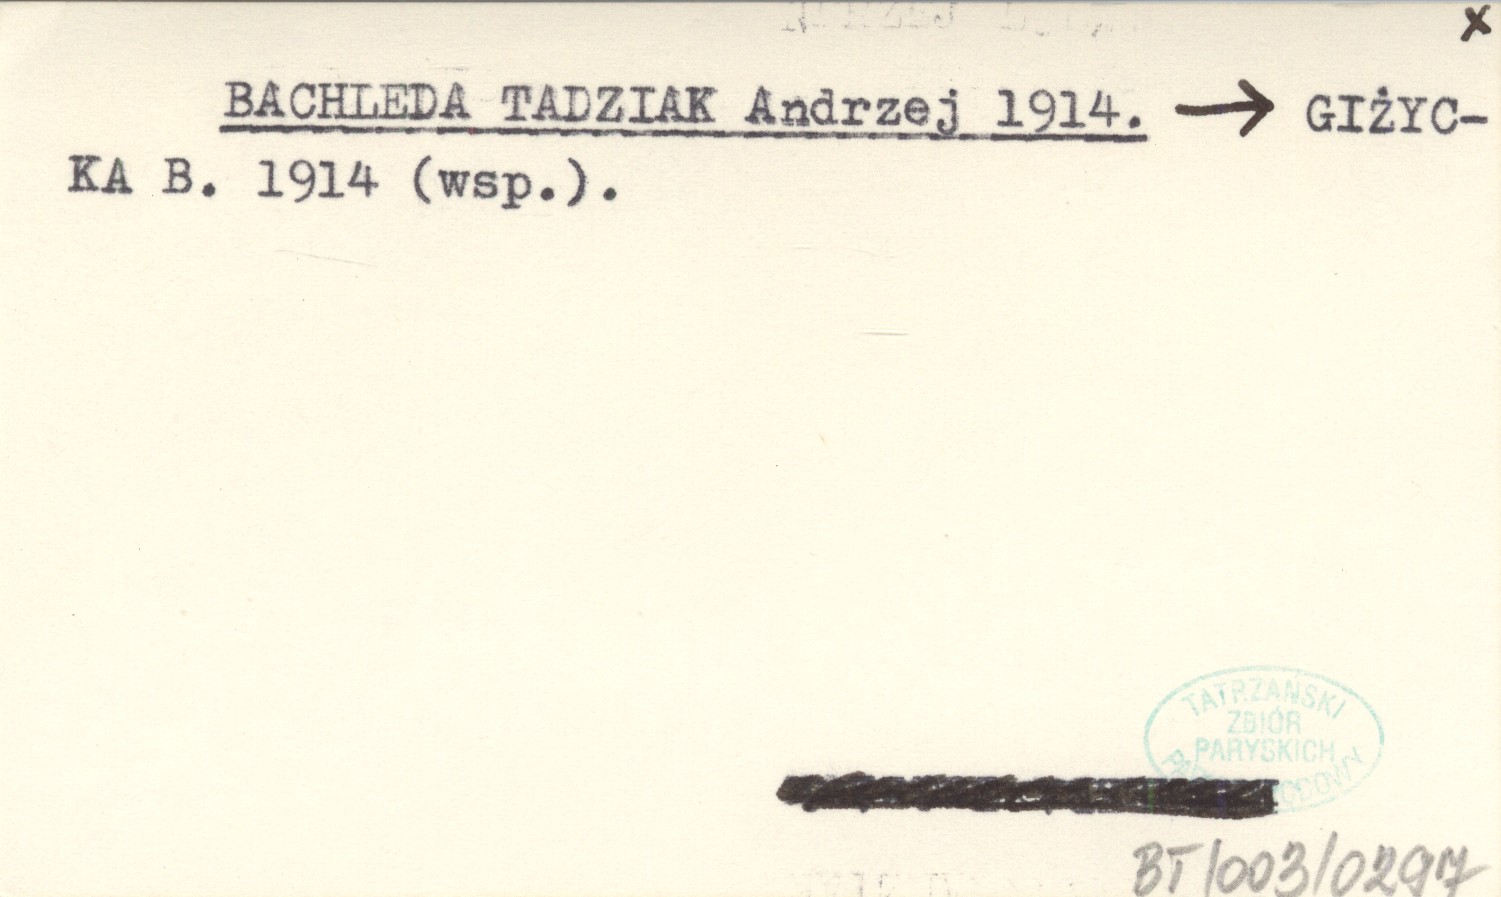 x
BACHLEDA TADZIAK Andrzej 1914. → GIŻYC-
KA B. 1914 (wsp.).
TATRZAŃSKI
ZBIÓR
PARYSKICH
BT/003/0297